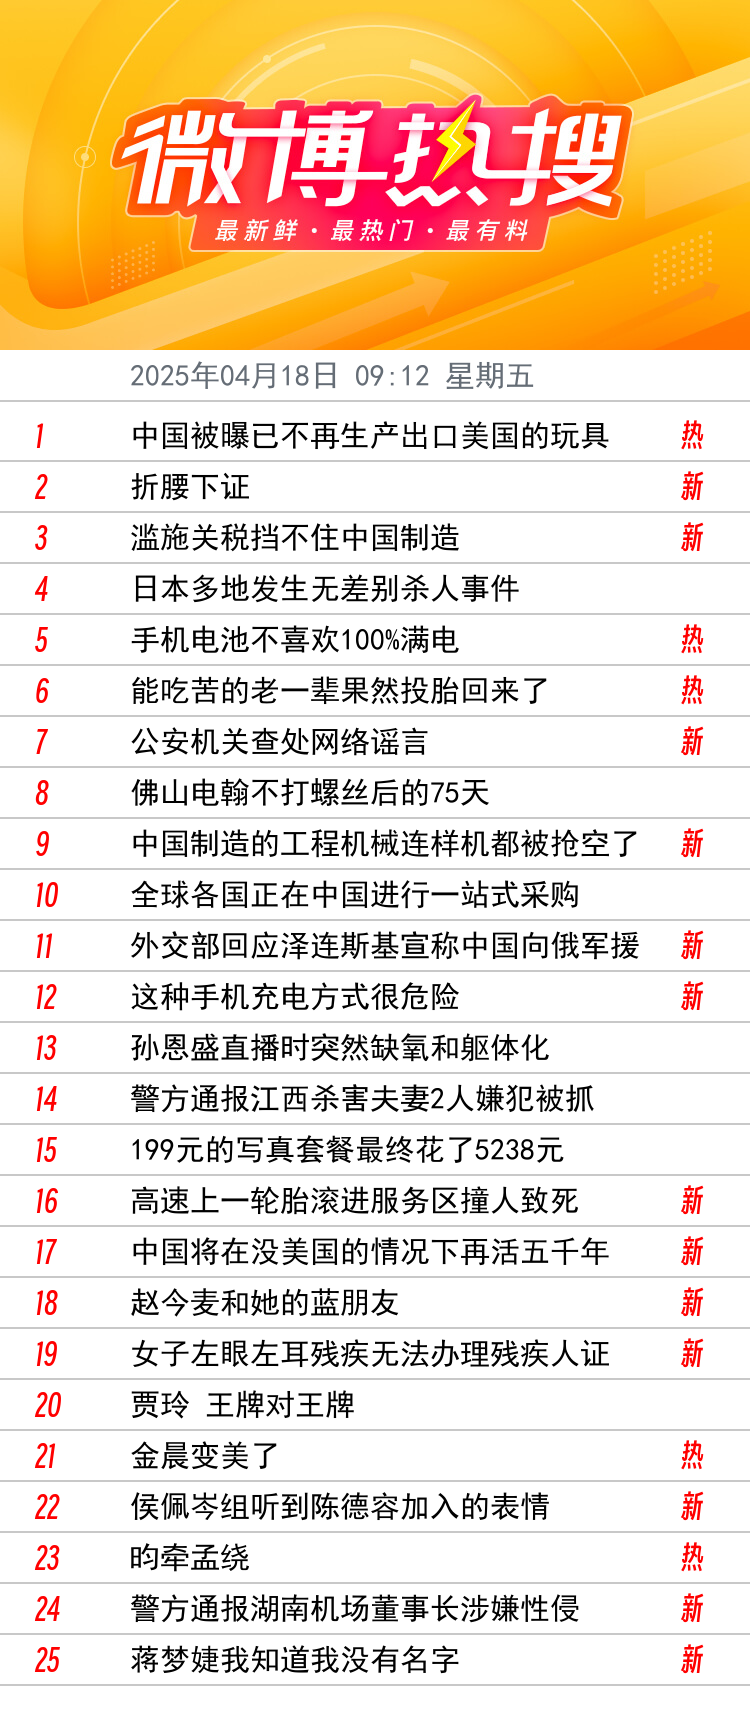 微博热搜
最新鲜·最热门·最有料
2025年04月18日 09:12 星期五
1 中国被曝已不再生产出口美国的玩具 热
2 折腰下证 新
3 滥施关税挡不住中国制造 新
4 日本多地发生无差别杀人事件
5 手机电池不喜欢100%满电 热
6 能吃苦的老一辈果然投胎回来了 热
7 公安机关查处网络谣言 新
8 佛山电翰不打螺丝后的75天
9 中国制造的工程机械连样机都被抢空了 新
10 全球各国正在中国进行一站式采购
11 外交部回应泽连斯基宣称中国向俄军援 新
12 这种手机充电方式很危险 新
13 孙恩盛直播时突然缺氧和躯体化
14 警方通报江西杀害夫妻2人嫌犯被抓
15 199元的写真套餐最终花了5238元
16 高速上一轮胎滚进服务区撞人致死 新
17 中国将在没美国的情况下再活五千年 新
18 赵今麦和她的蓝朋友 新
19 女子左眼左耳残疾无法办理残疾人证 新
20 贾玲 王牌对王牌
21 金晨变美了 热
22 侯佩岑组听到陈德容加入的表情 新
23 昀牵孟绕 热
24 警方通报湖南机场董事长涉嫌性侵 新
25 蒋梦婕我知道我没有名字 新